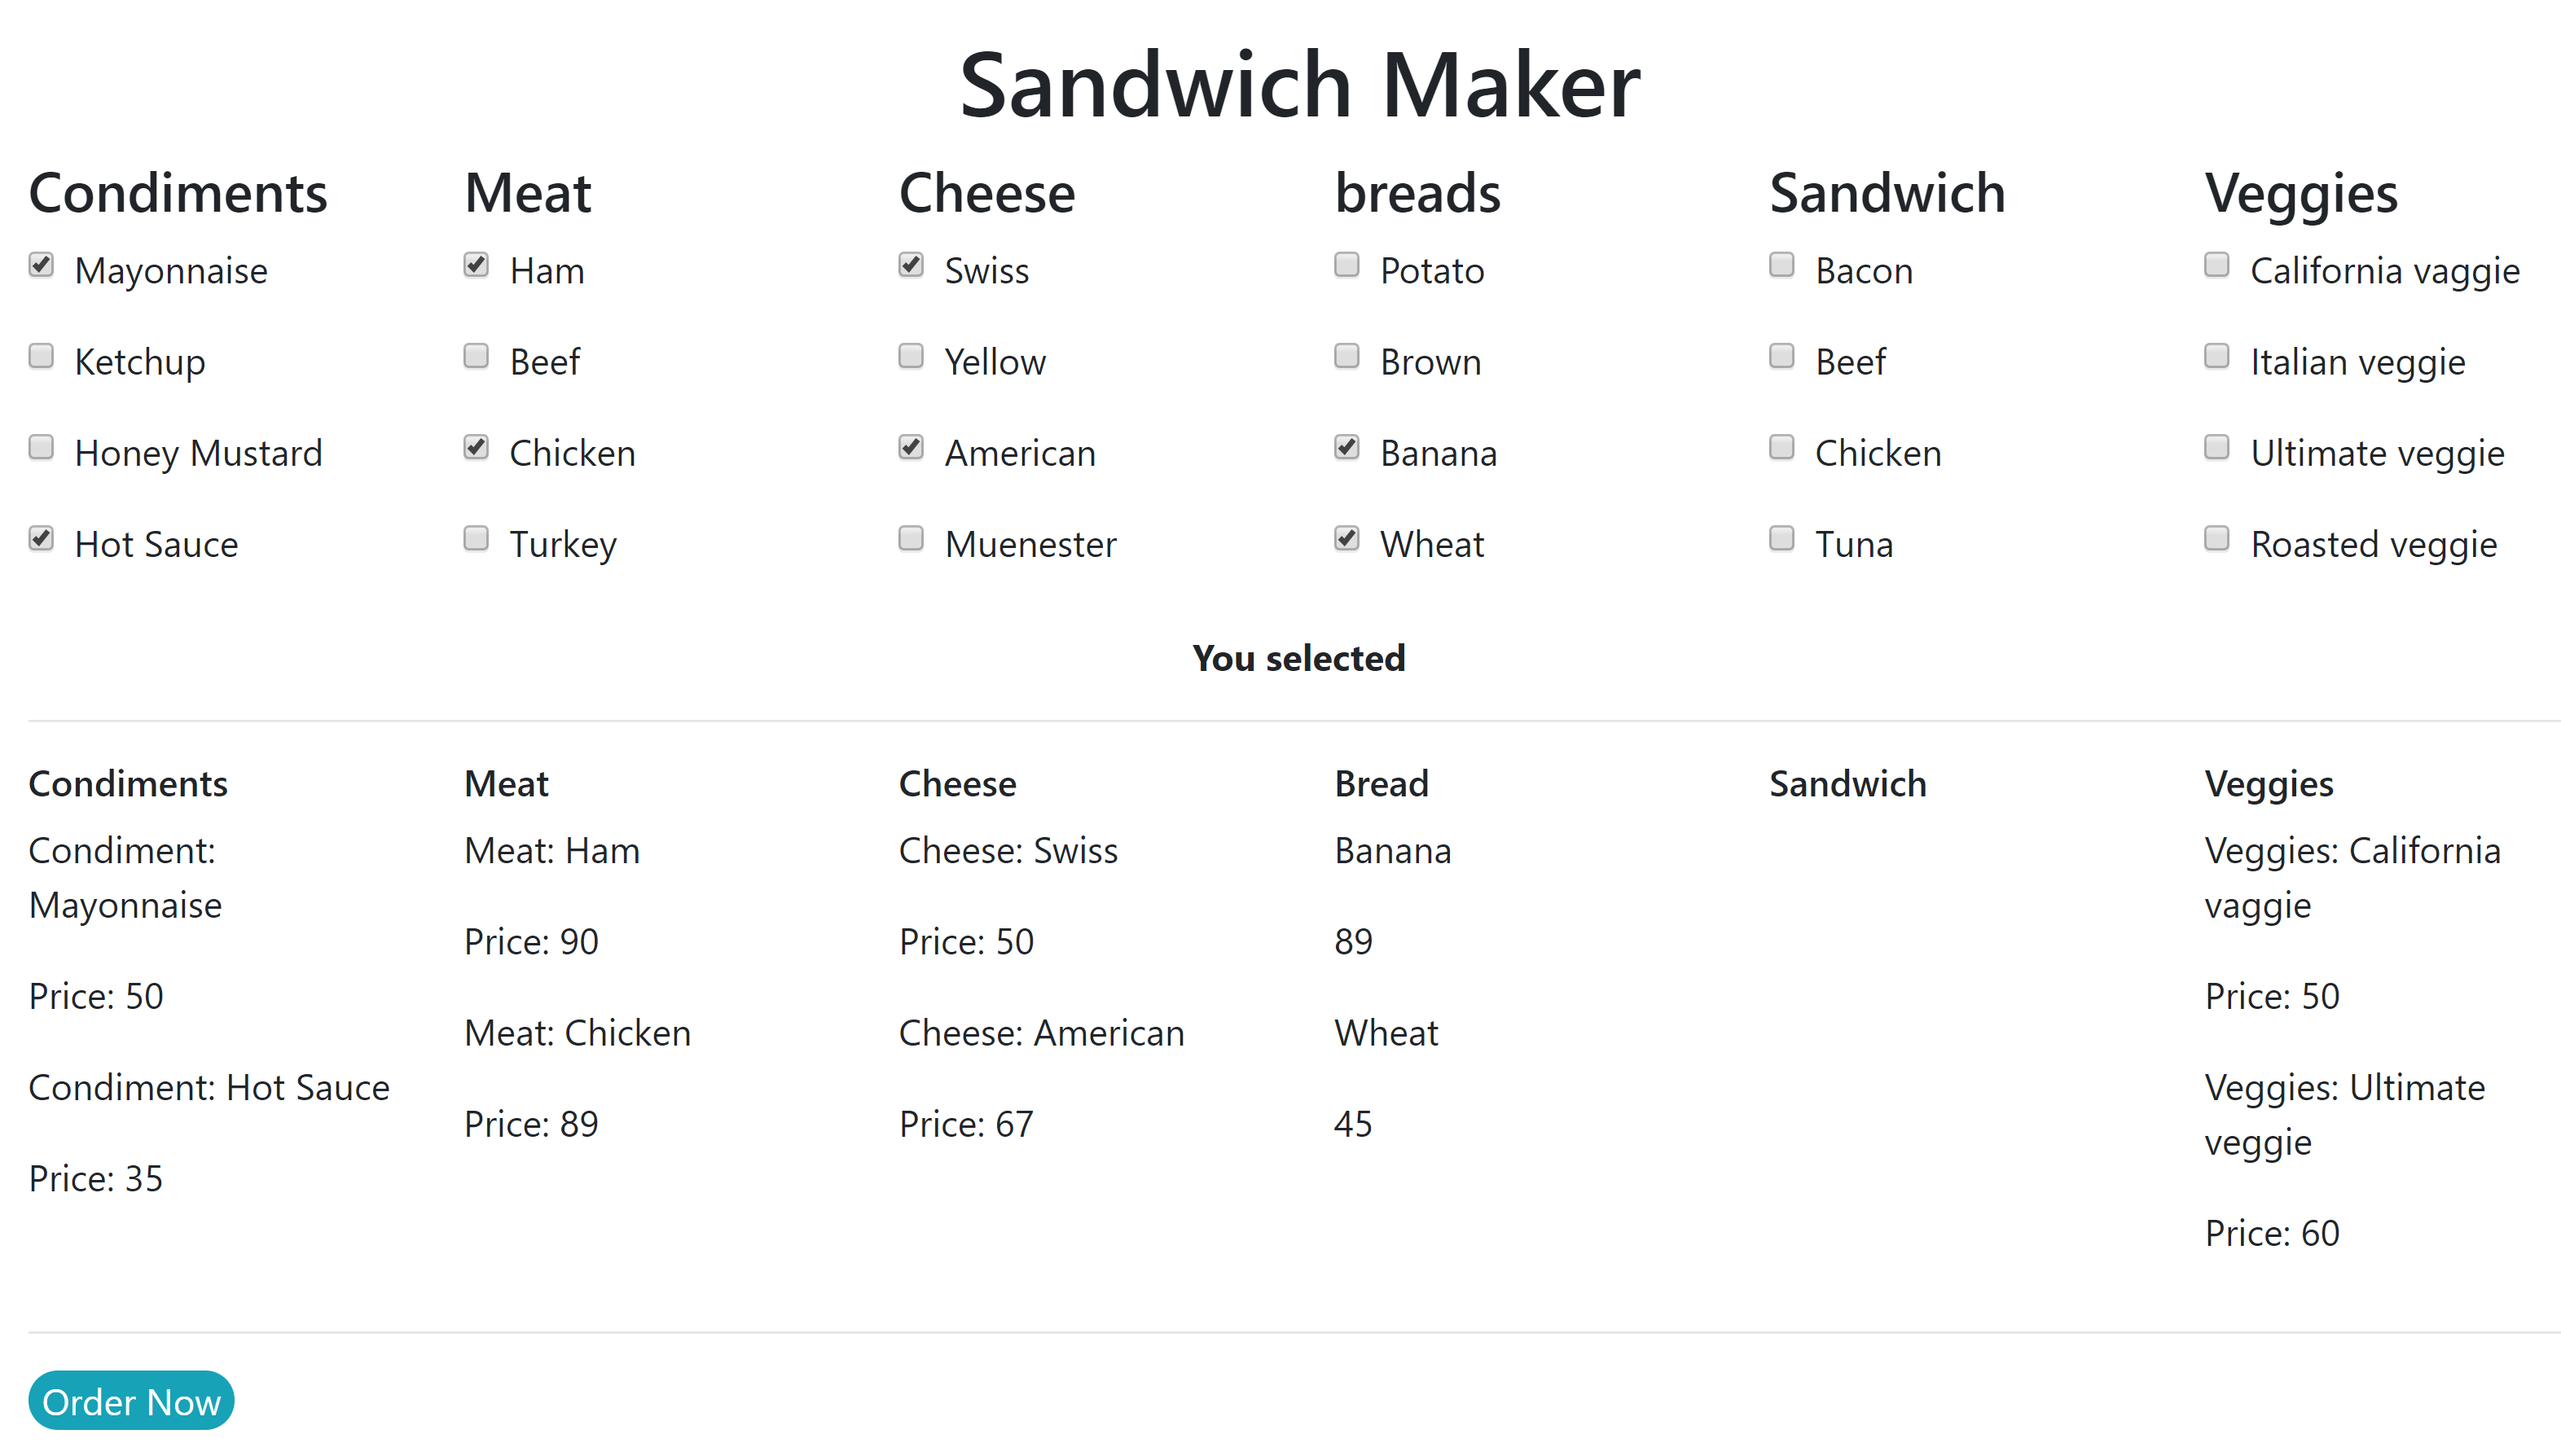 Sandwich Maker
Condiments
Mayonnaise
Ketchup
Honey Mustard
Hot Sauce
Meat
Ham
Beef
Chicken
Turkey
Cheese
Swiss
Yellow
American
Muenester
breads
Potato
Brown
Banana
Wheat
Sandwich
Bacon
Beef
Chicken
Tuna
Veggies
California vaggie
Italian veggie
Ultimate veggie
Roasted veggie
You selected
Condiments
Condiment:
Mayonnaise
Price: 50
Condiment: Hot Sauce
Price: 35
Meat
Meat: Ham
Price: 90
Meat: Chicken
Price: 89
Cheese
Cheese: Swiss
Price: 50
Cheese: American
Price: 67
Bread
Banana
89
Wheat
45
Sandwich
Veggies
Veggies: California
vaggie
Price: 50
Veggies: Ultimate
veggie
Price: 60
Order Now